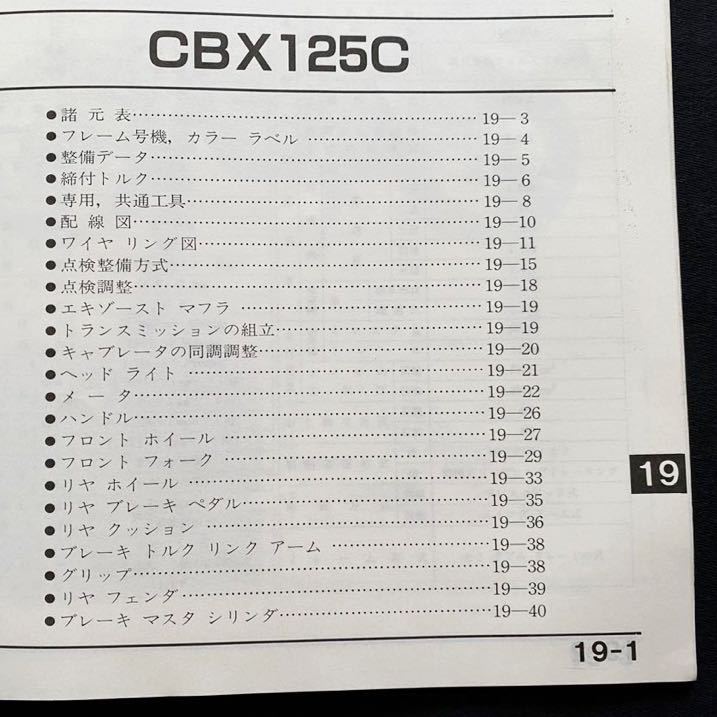 CBX125C
●諸 元 表……………………………………………………19—3
●フレーム号機，カラー ラベル ……………………………19—4
●整備データ…………………………………………………19—5
●締付トルク…………………………………………………19—6
●専用，共通工具……………………………………………19—8
●配 線 図……………………………………………………19—10
●ワイヤ リング図…………………………………………19—11
●点検整備方式………………………………………………19—15
●点検調整……………………………………………………19—18
●エキゾースト マフラ ……………………………………19—19
●トランスミッションの組立………………………………19—19
●キャブレータの同調調整…………………………………19—20
●ヘッド ライト ……………………………………………19—21
●メ ー タ……………………………………………………19—22
●ハンドル……………………………………………………19—26
●フロント ホイール ………………………………………19—27
●フロント フォーク ………………………………………19—29
●リヤ ホイール ……………………………………………19—33
●リヤ ブレーキ ペダル……………………………………19—35
●リヤ クッション …………………………………………19—36
●ブレーキ トルク リンク アーム ………………………19—38
●グリップ……………………………………………………19—38
●リヤ フェンダ……………………………………………19—39
●ブレーキ マスタ シリンダ………………………………19—40
19
19-1